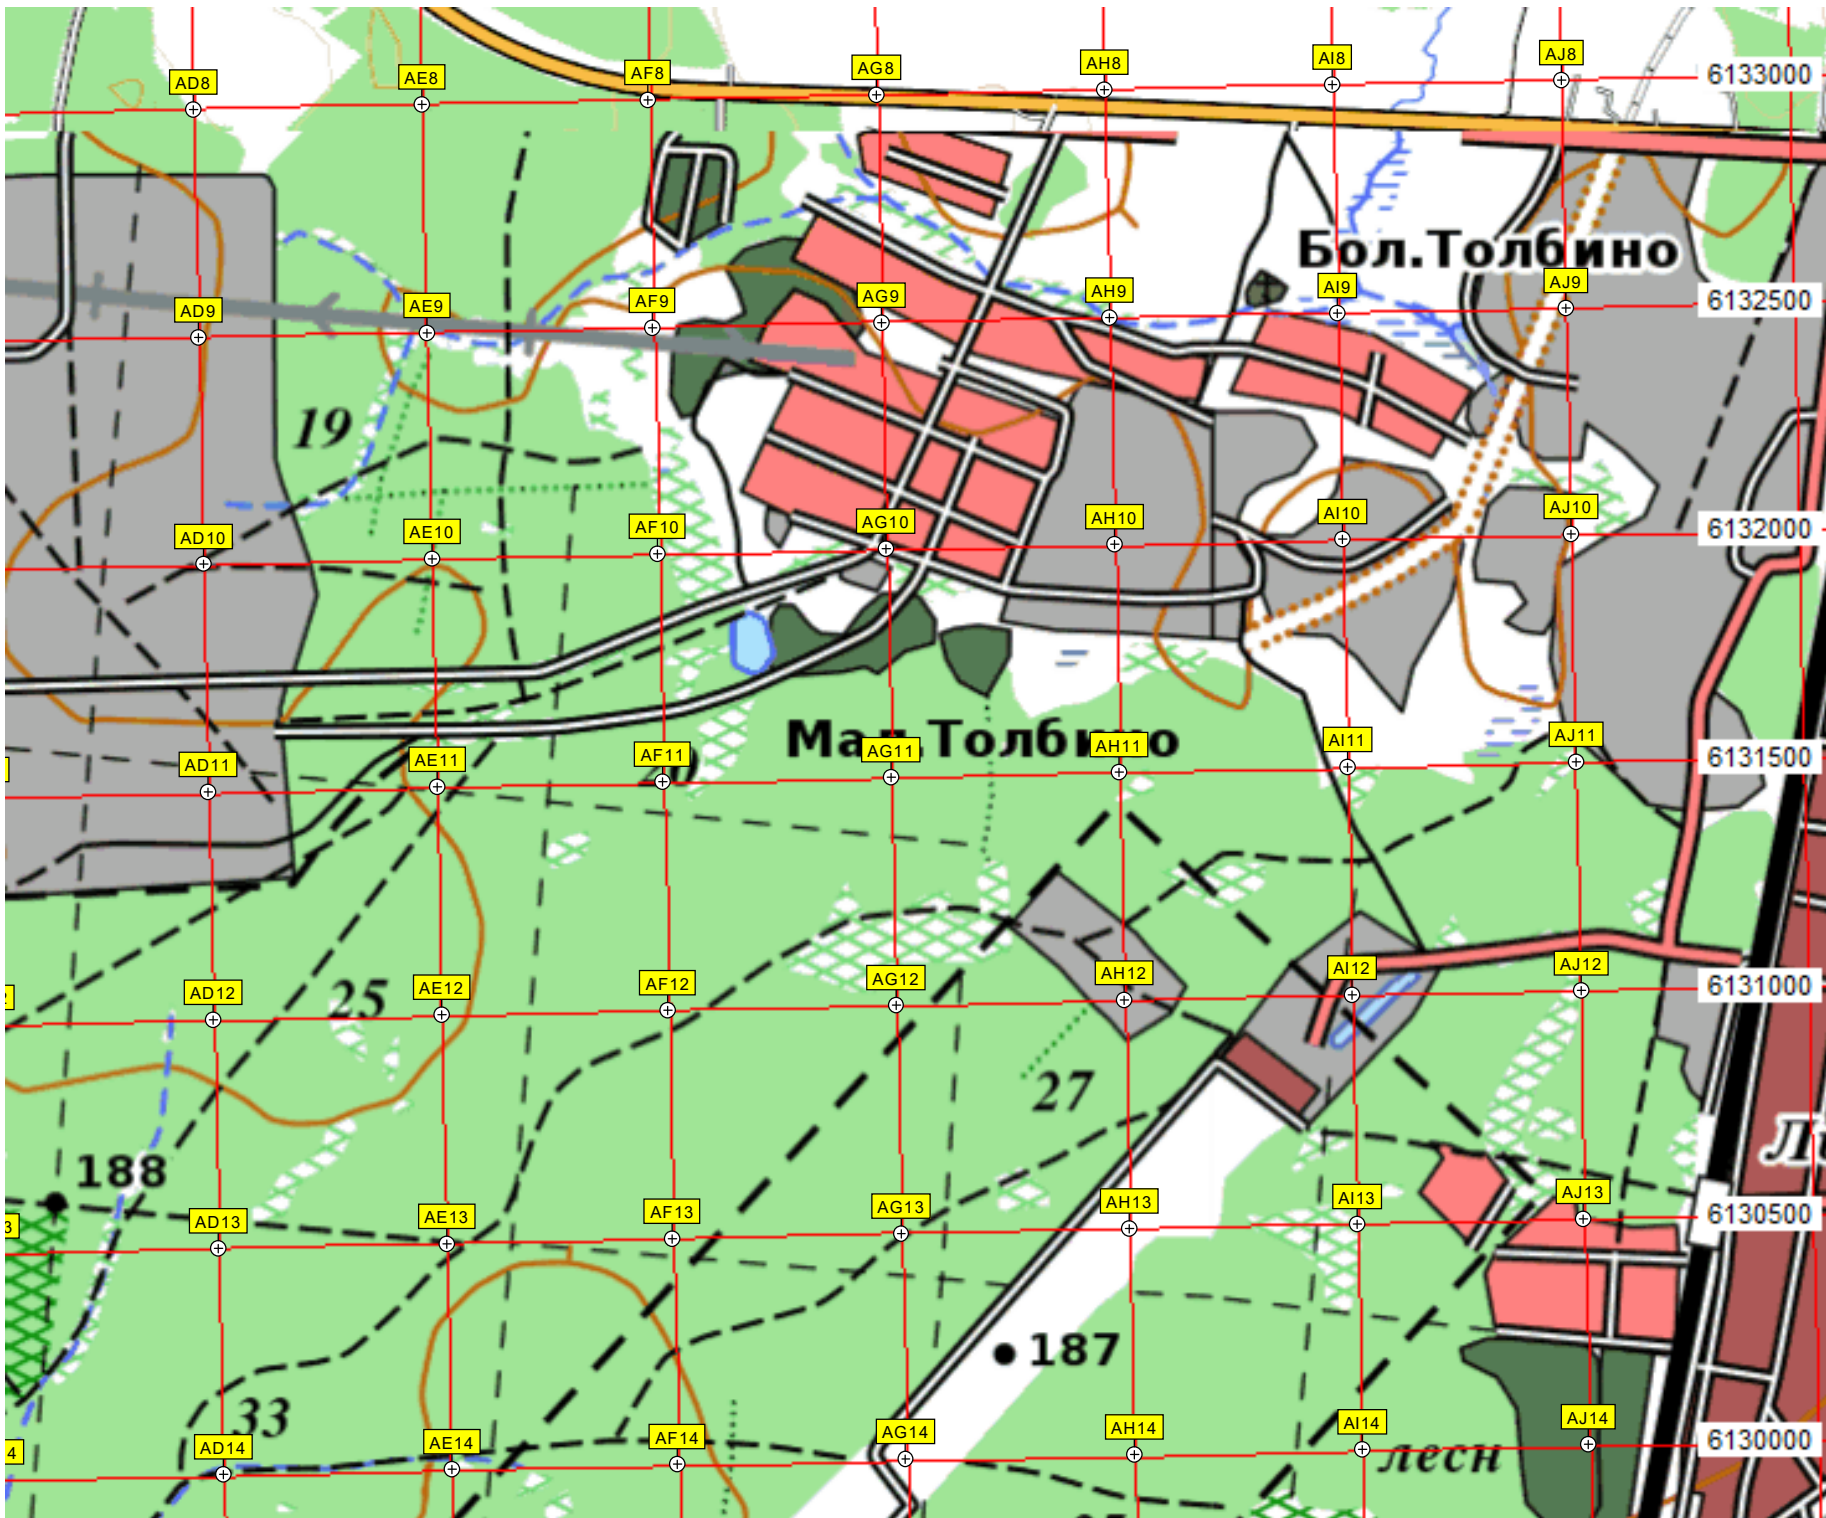 AD8 AE8 AF8 AG8 AH8 AI8 AJ8 6133000
Бол.Толбино
AD9 AE9 AF9 AG9 AH9 AI9 AJ9 6132500
19
AD10 AE10 AF10 AG10 AH10 AI10 AJ10 6132000
Мал.Толбино
AD11 AE11 AF11 AG11 AH11 AI11 AJ11 6131500
25
AD12 AE12 AF12 AG12 AH12 AI12 AJ12 6131000
27
188
AD13 AE13 AF13 AG13 AH13 AI13 AJ13 6130500
187
33
AD14 AE14 AF14 AG14 AH14 AI14 AJ14 6130000
лесн